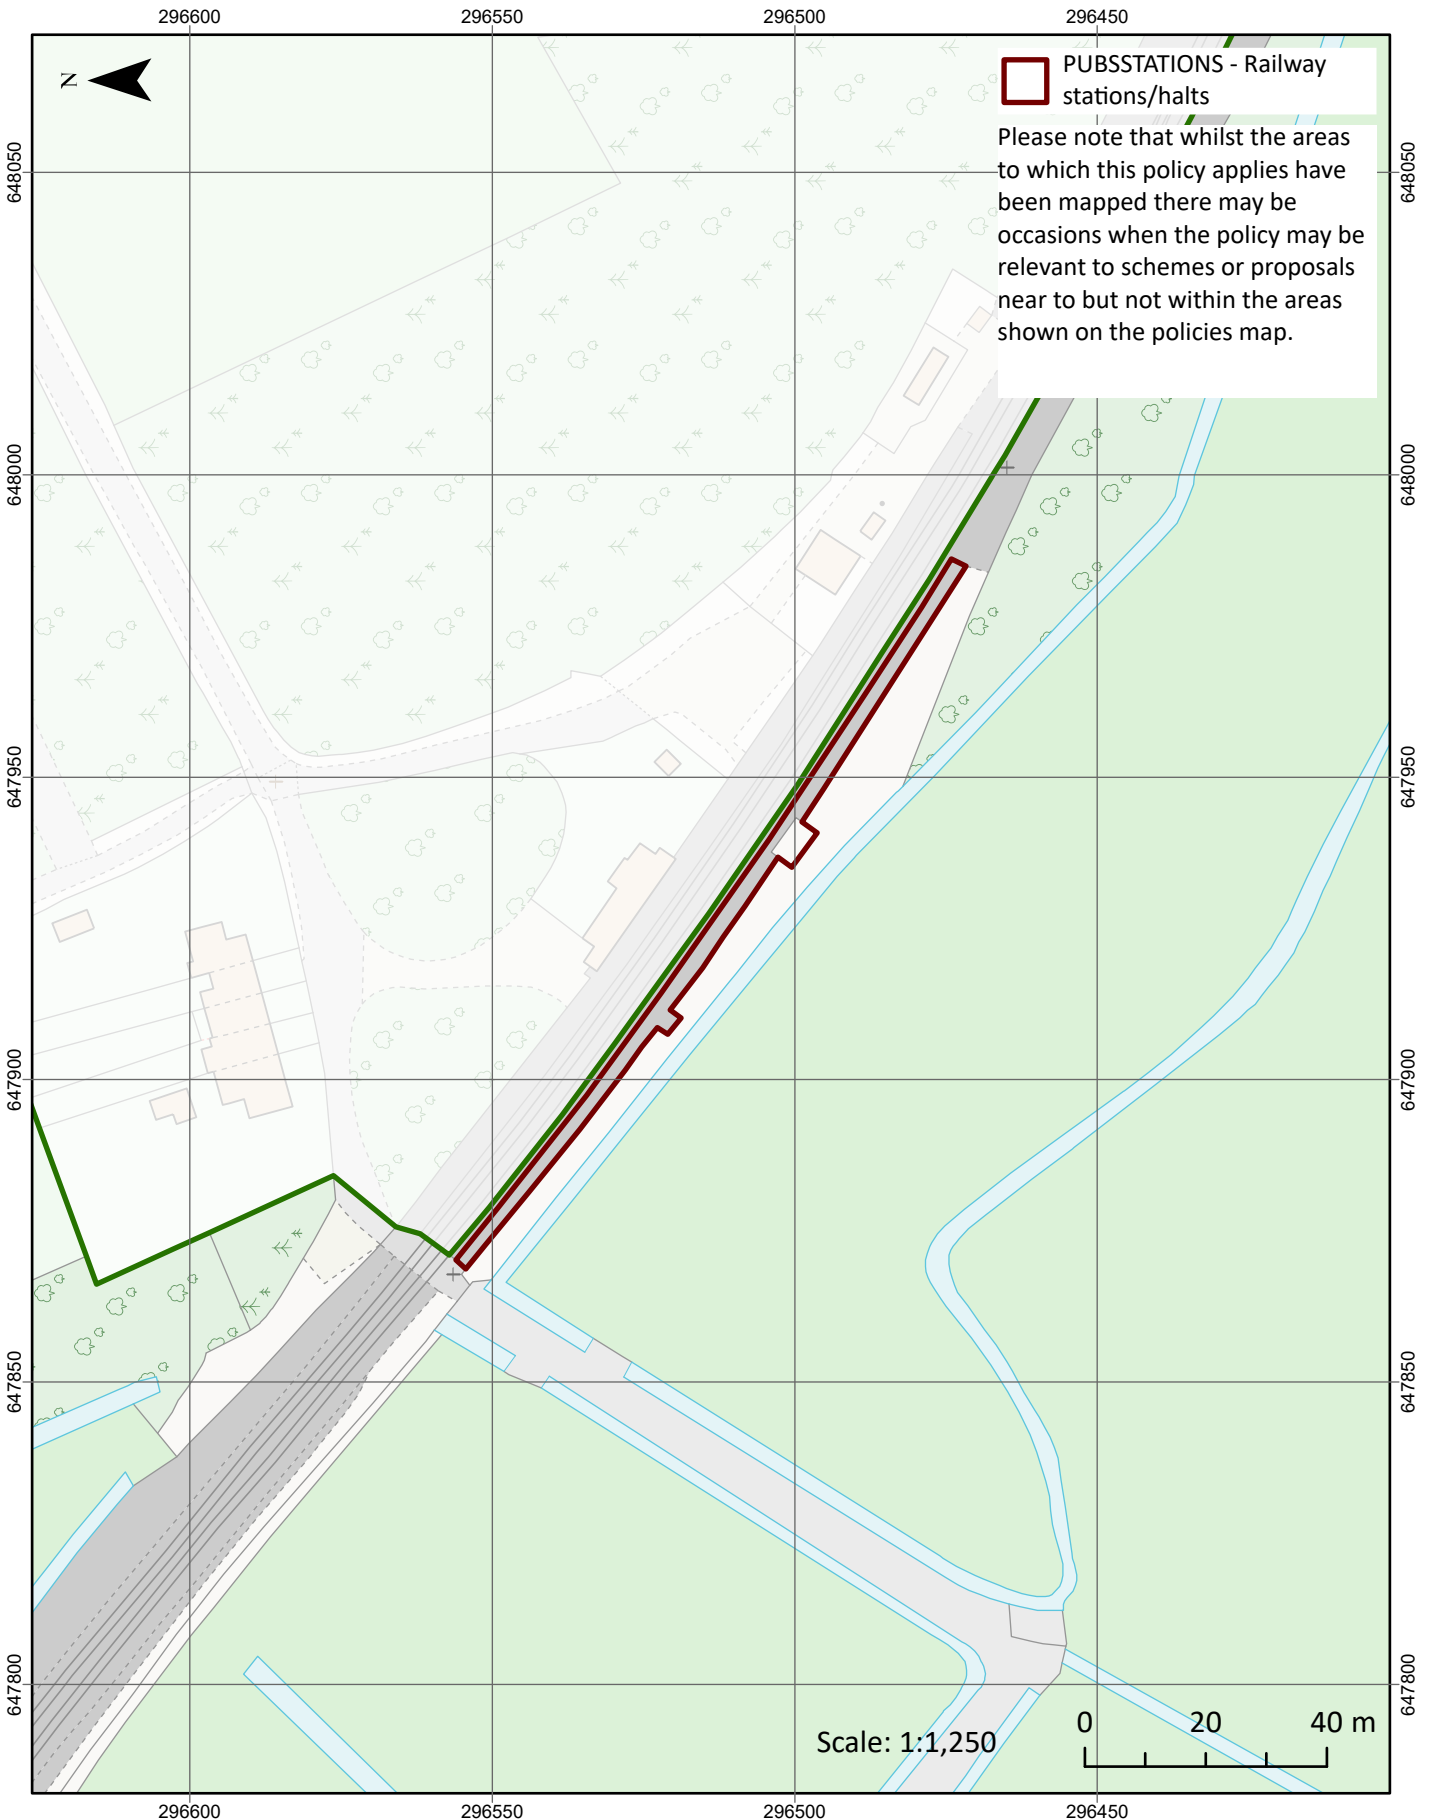 296600 296550 296500 296450
N
PUBSSTATIONS - Railway
stations/halts
Please note that whilst the areas
to which this policy applies have
been mapped there may be
occasions when the policy may be
relevant to schemes or proposals
near to but not within the areas
shown on the policies map.
648050 648050
648000 648000
647950 647950
647900 647900
647850 647850
647800 647800
Scale: 1:1,250
0 20 40 m
296600 296550 296500 296450